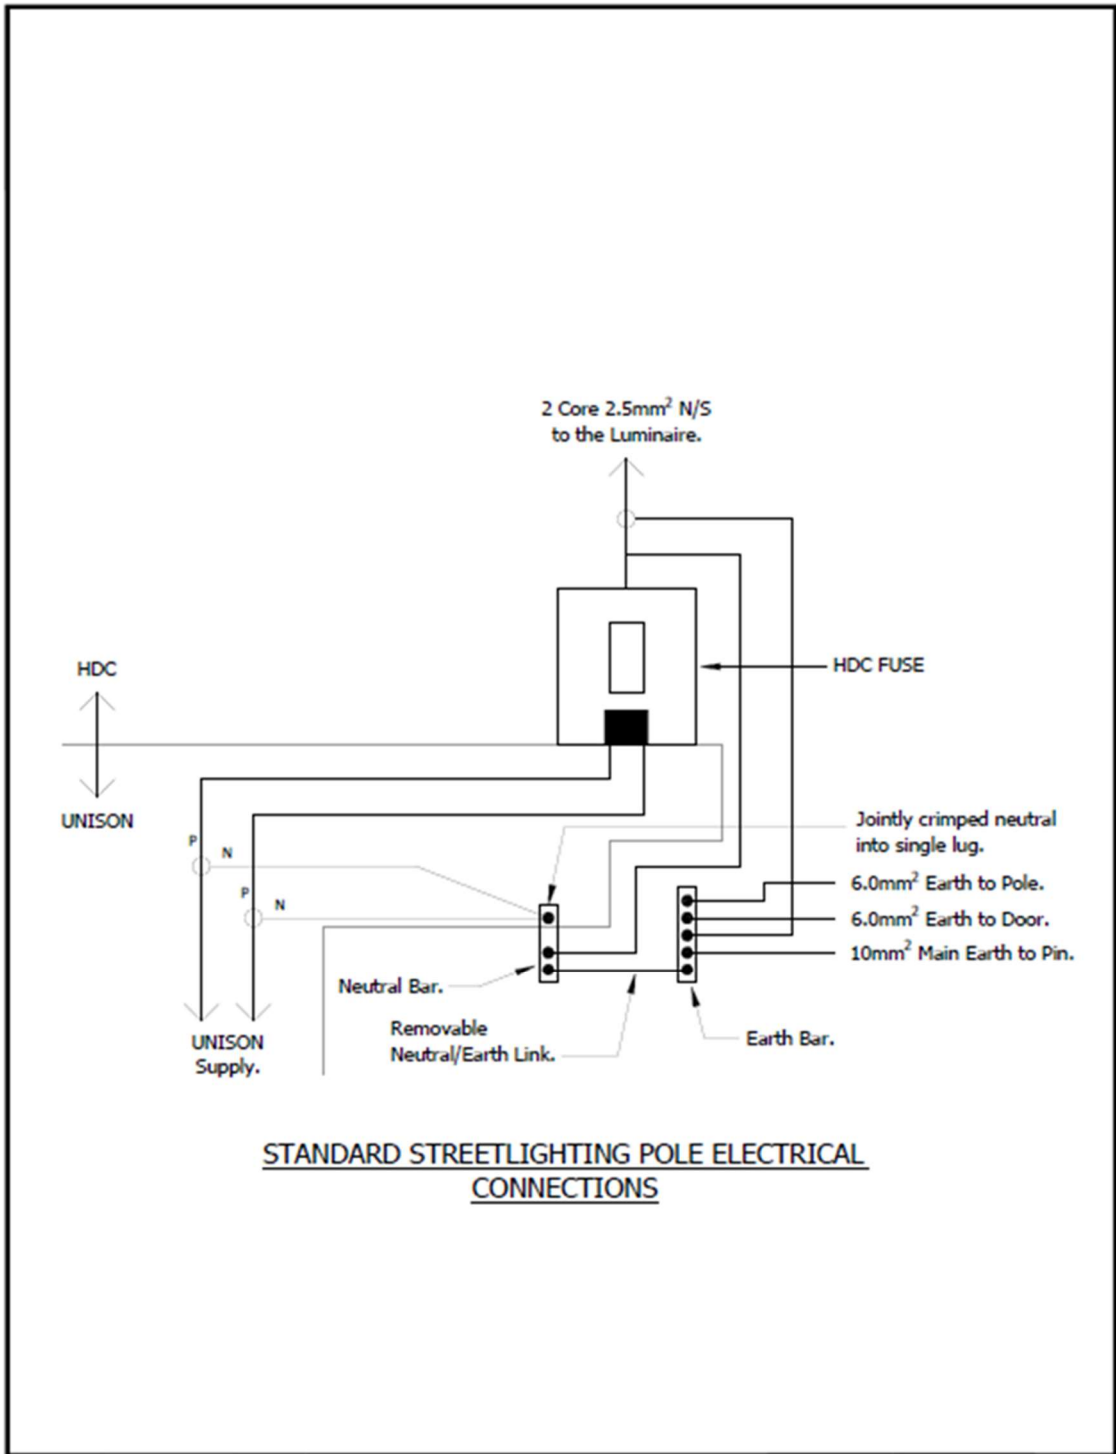 2 Core 2.5mm² N/S
to the Luminaire.
HDC
HDC FUSE
UNISON
Jointly crimped neutral
into single lug.
P
N
6.0mm² Earth to Pole.
P
N
6.0mm² Earth to Door.
10mm² Main Earth to Pin.
Neutral Bar.
Removable
Neutral/Earth Link.
Earth Bar.
UNISON
Supply.
STANDARD STREETLIGHTING POLE ELECTRICAL
CONNECTIONS